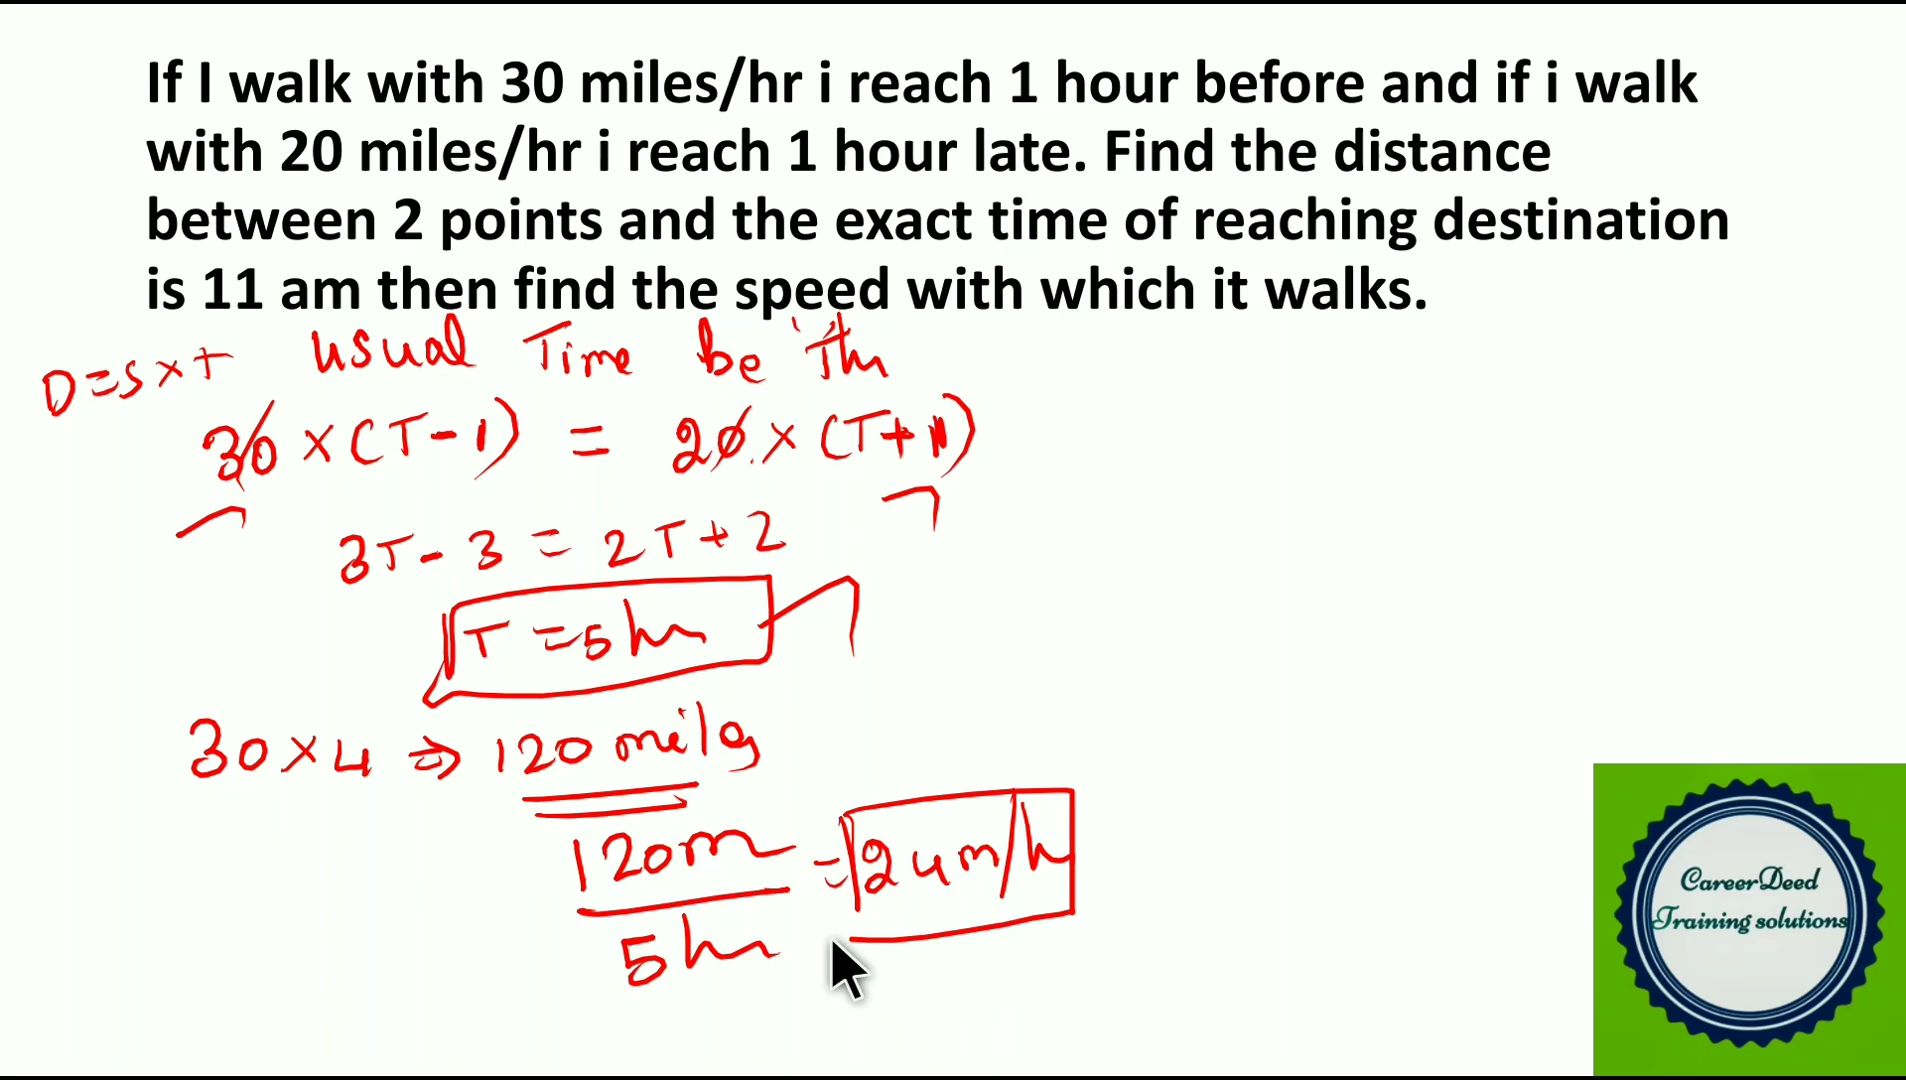 If I walk with 30 miles/hr i reach 1 hour before and if i walk
with 20 miles/hr i reach 1 hour late. Find the distance
between 2 points and the exact time of reaching destination
is 11 am then find the speed with which it walks.
D=S×T usual Time be T hr
30×(T-1) = 20×(T+1)
3T-3 = 2T+2
T=5hr
30×4 ⇒ 120 miles
120m
= 24m/h
5hr
CareerDeed
Training solutions